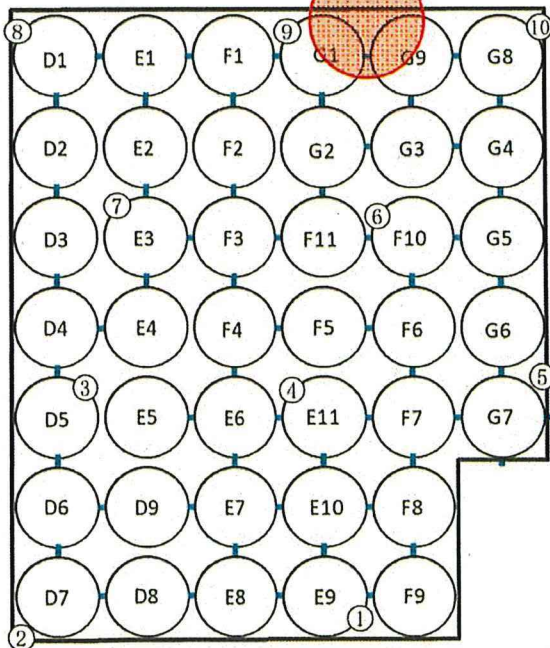 ⑧ ⑨ ⑩
D1 E1 F1 G1 G9 G8
D2 E2 F2 G2 G3 G4
⑦ ⑥
D3 E3 F3 F11 F10 G5
D4 E4 F4 F5 F6 G6
③ ④ ⑤
D5 E5 E6 E11 F7 G7
D6 D9 E7 E10 F8
D7 D8 E8 E9 F9
② ①